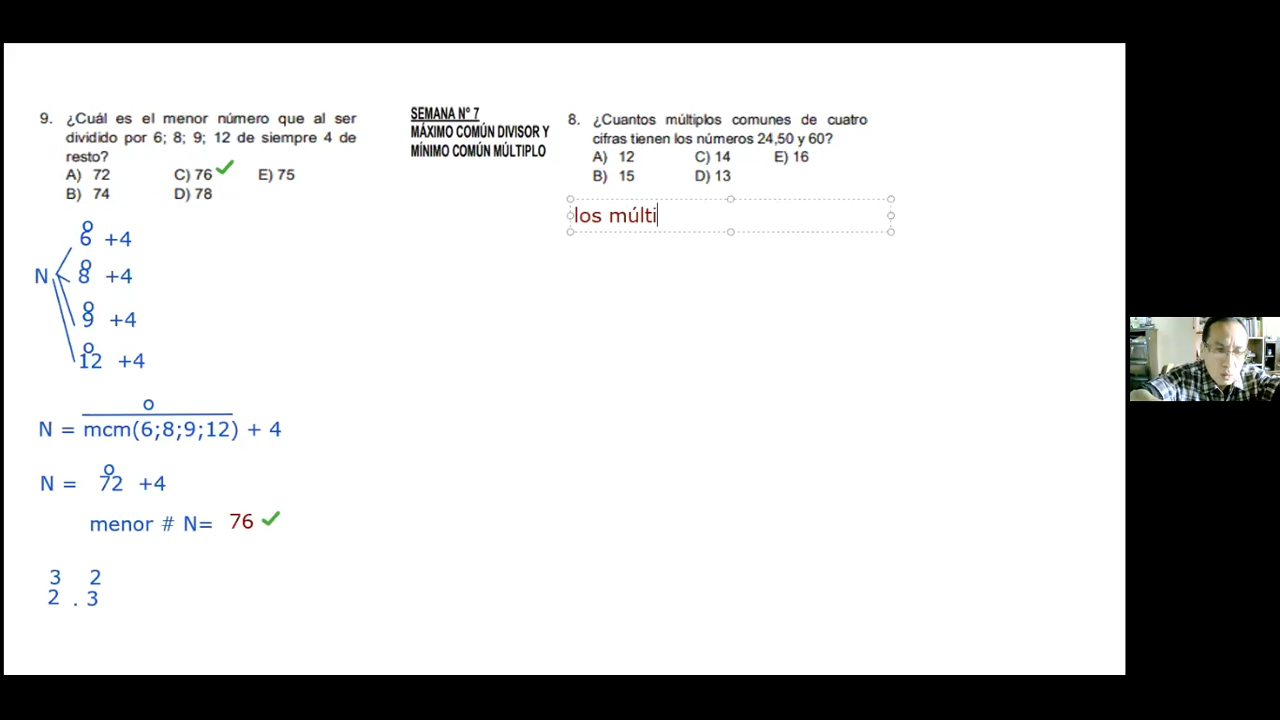 9. ¿Cuál es el menor número que al ser
dividido por 6; 8; 9; 12 de siempre 4 de
resto?
A) 72 C) 76 E) 75
B) 74 D) 78
o
6 +4
o
N 8 +4
o
9 +4
o
12 +4
o
N = mcm(6;8;9;12) + 4
o
N = 72 +4
menor # N= 76
3 2
2 . 3
SEMANA N° 7
MÁXIMO COMÚN DIVISOR Y
MÍNIMO COMÚN MÚLTIPLO
8. ¿Cuantos múltiplos comunes de cuatro
cifras tienen los números 24,50 y 60?
A) 12 C) 14 E) 16
B) 15 D) 13
los múlti